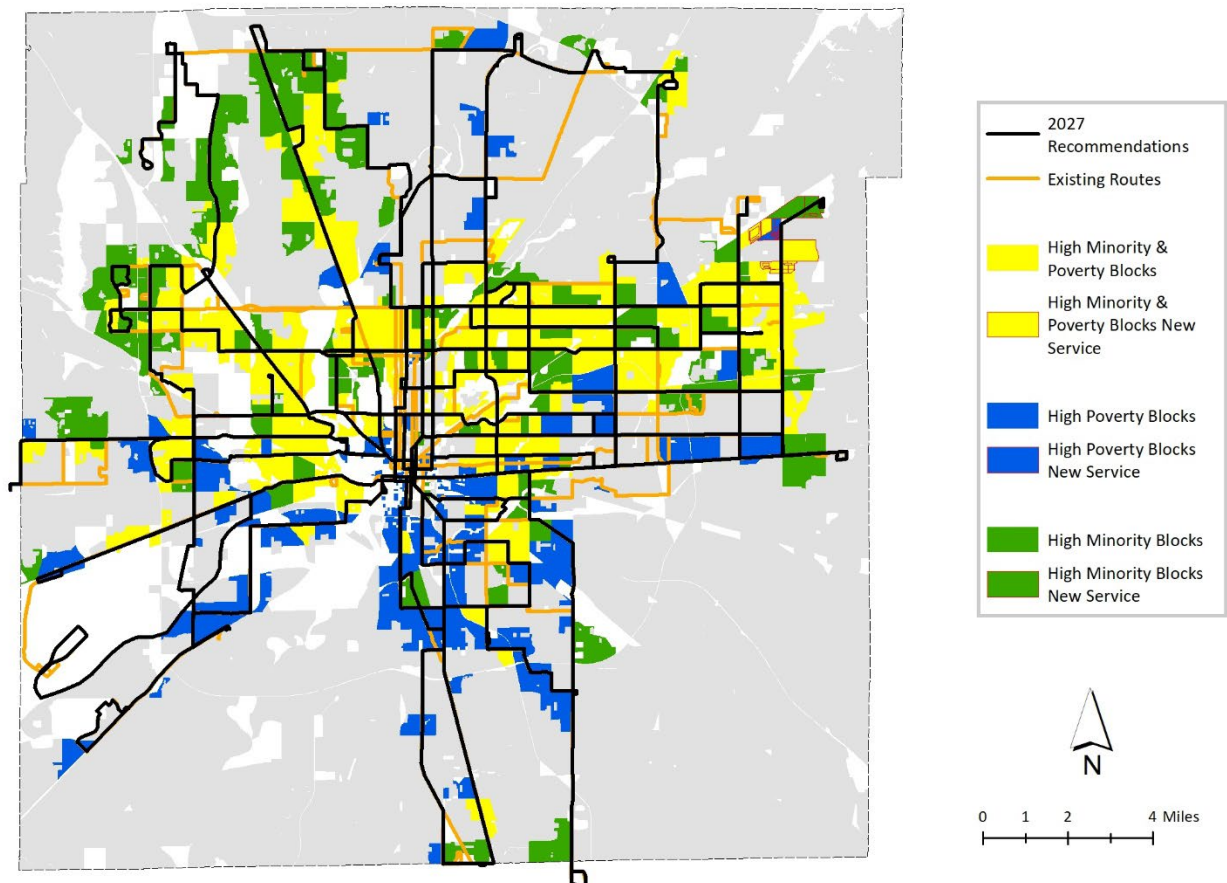 2027
Recommendations
Existing Routes
High Minority &
Poverty Blocks
High Minority &
Poverty Blocks New
Service
High Poverty Blocks
High Poverty Blocks
New Service
High Minority Blocks
High Minority Blocks
New Service
N
0 1 2 4 Miles